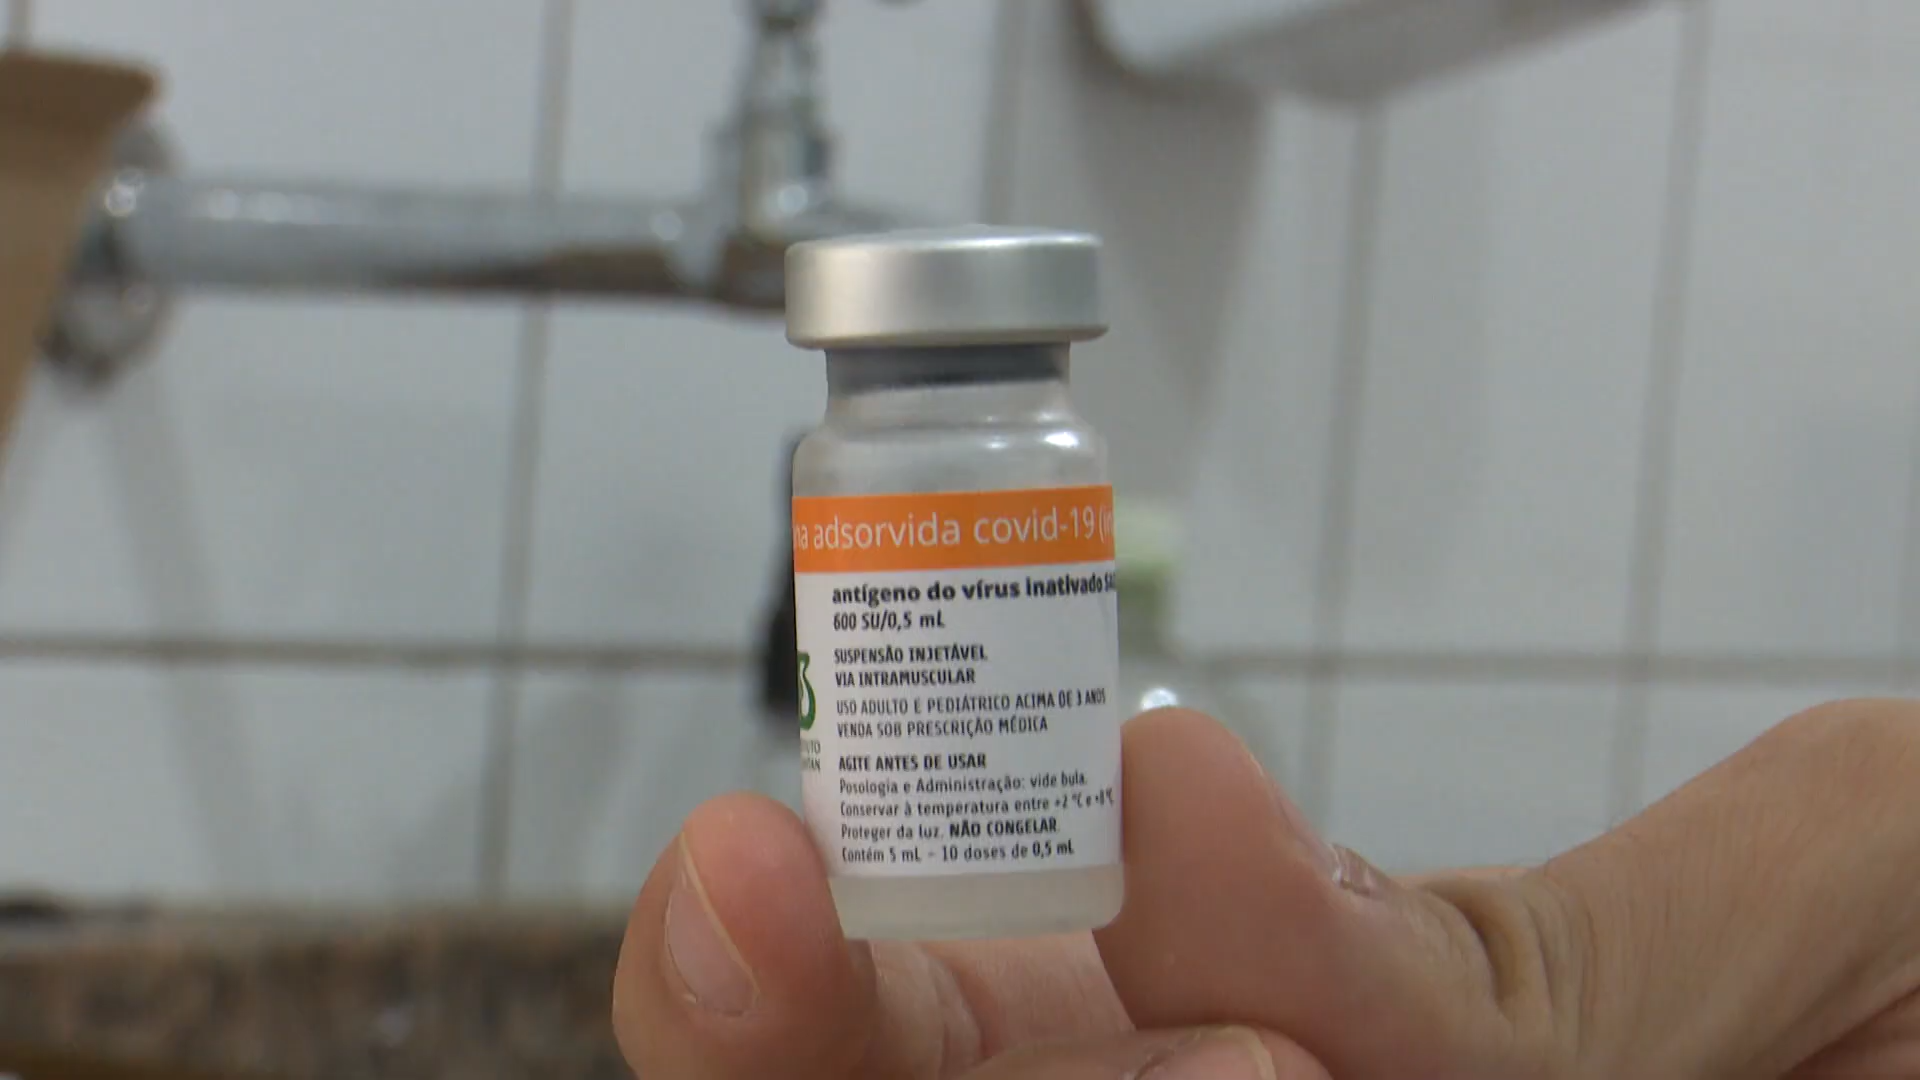 adsorvida covid-19
antígeno do vírus inativado
600 SU/0,5 mL
SUSPENSÃO INJETÁVEL
VIA INTRAMUSCULAR
USO ADULTO E PEDIÁTRICO ACIMA DE 3 ANOS
VENDA SOB PRESCRIÇÃO MÉDICA
AGITE ANTES DE USAR
Posologia e Administração: vide bula.
Conservar à temperatura entre +2 °C e +8°C
Proteger da luz. NÃO CONGELAR.
Contém 5 mL - 10 doses de 0,5 mL